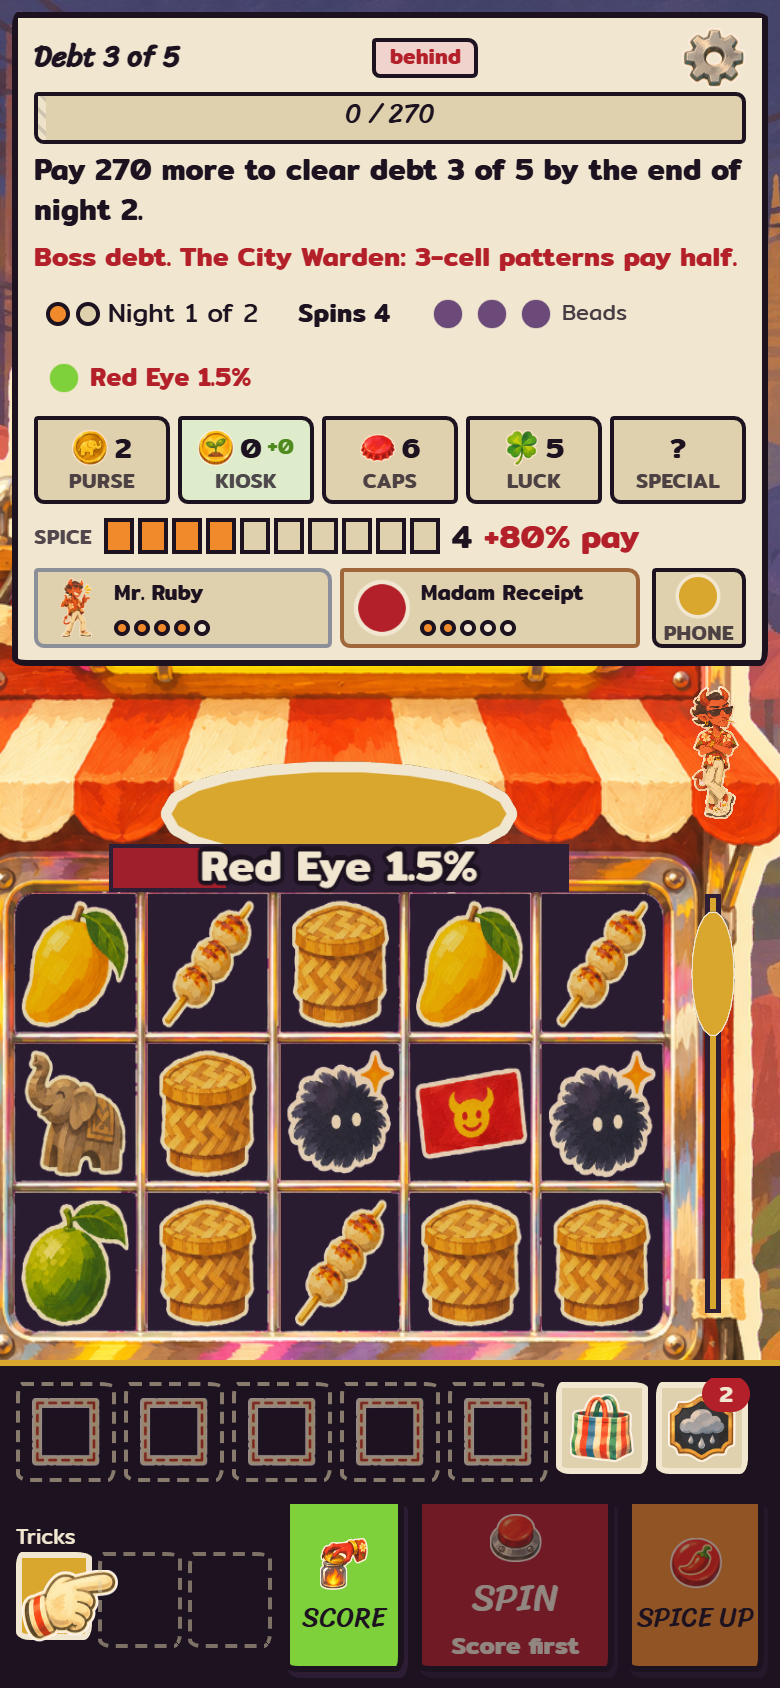 Debt 3 of 5
behind
0 / 270
Pay 270 more to clear debt 3 of 5 by the end of
night 2.
Boss debt. The City Warden: 3-cell patterns pay half.
Night 1 of 2 Spins 4 Beads
Red Eye 1.5%
2 0 +0 6 5 ?
PURSE KIOSK CAPS LUCK SPECIAL
SPICE 4 +80% pay
Mr. Ruby Madam Receipt
PHONE
Red Eye 1.5%
2
Tricks
SCORE SPIN SPICE UP
Score first